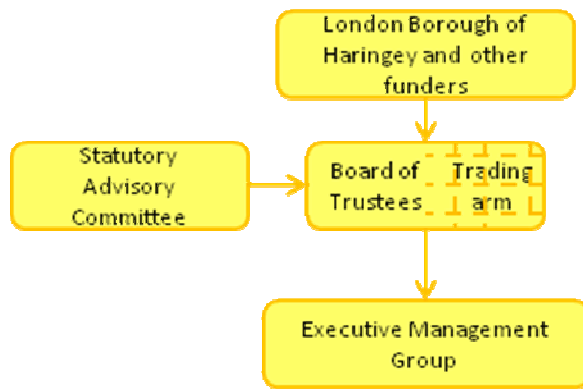 London Borough of
Haringey and other
funders
Statutory
Advisory
Committee
Board of
Trustees
Trading
arm
Executive Management
Group